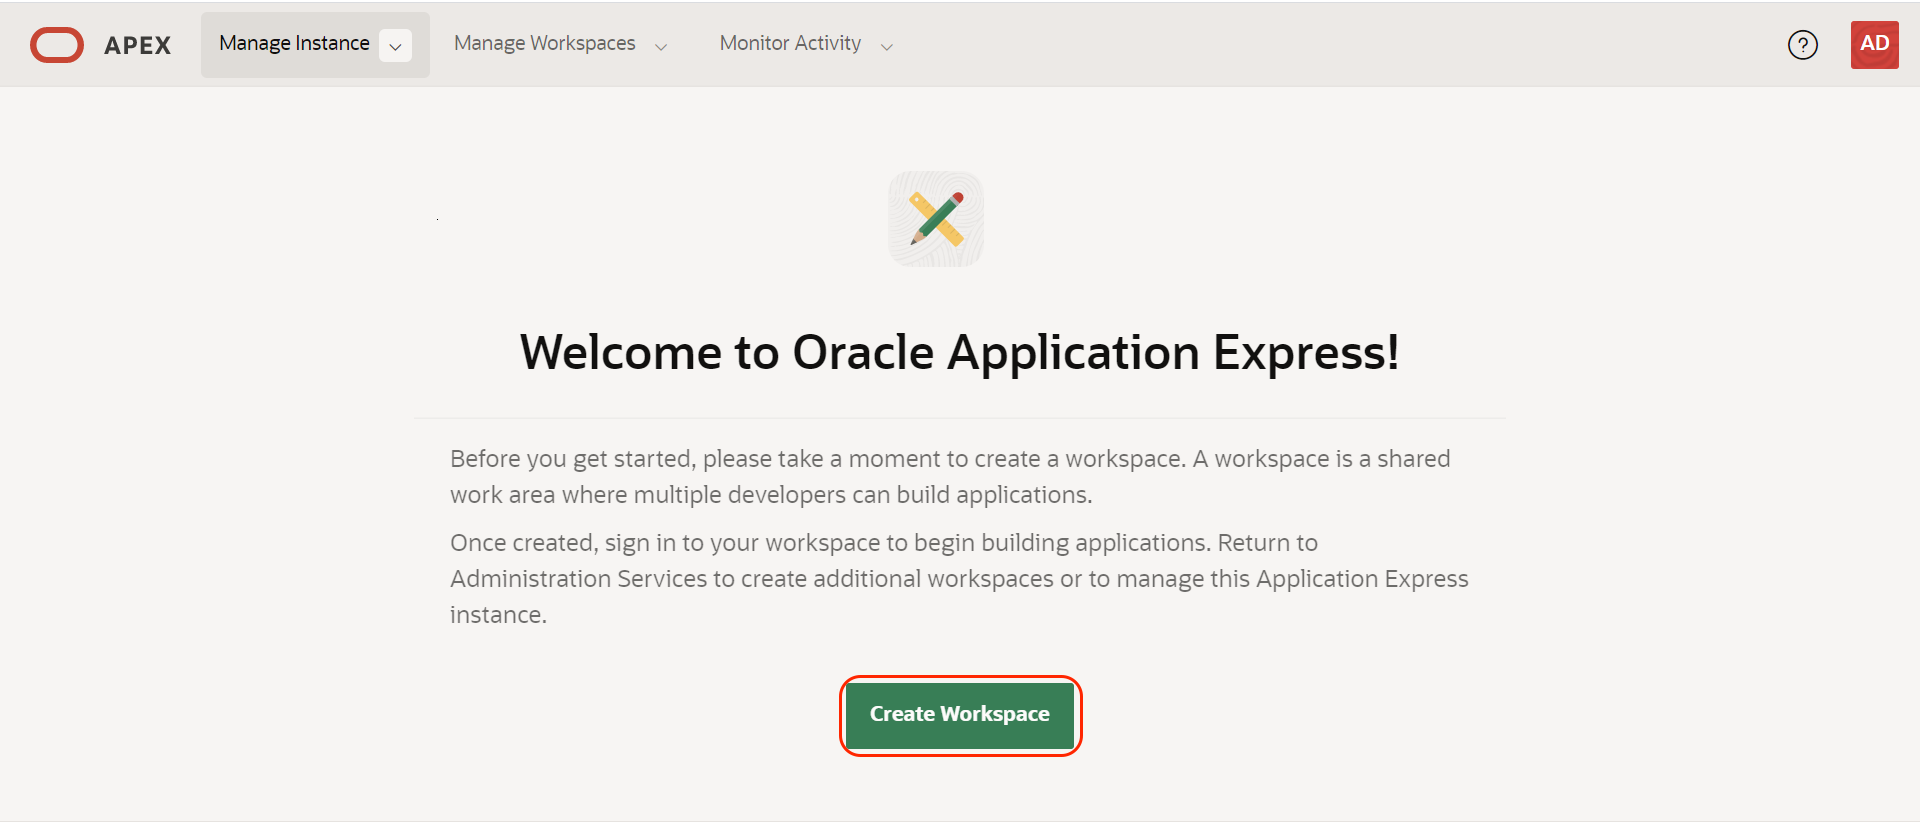 APEX Manage Instance Manage Workspaces Monitor Activity ? AD
Welcome to Oracle Application Express!
Before you get started, please take a moment to create a workspace. A workspace is a shared
work area where multiple developers can build applications.
Once created, sign in to your workspace to begin building applications. Return to
Administration Services to create additional workspaces or to manage this Application Express
instance.
Create Workspace